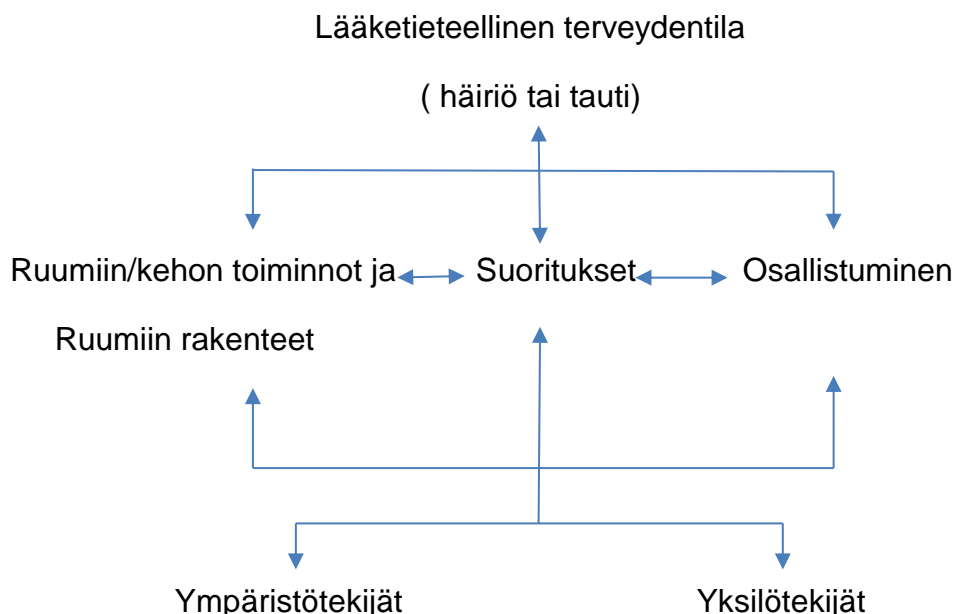 Lääketieteellinen terveydentila
( häiriö tai tauti)
Ruumiin/kehon toiminnot ja Suoritukset Osallistuminen
Ruumiin rakenteet
Ympäristötekijät Yksilötekijät